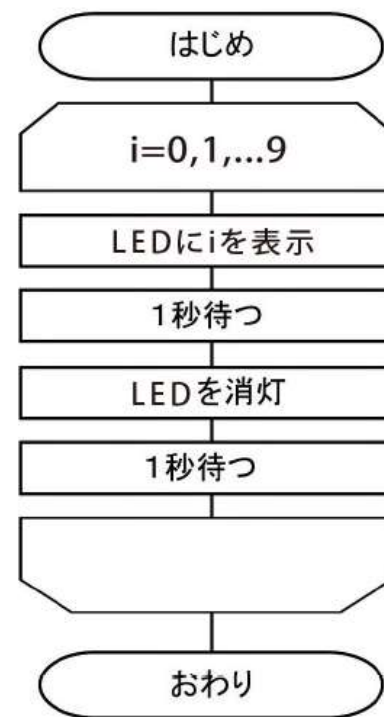 はじめ
i=0,1,...9
LEDにiを表示
1秒待つ
LEDを消灯
1秒待つ
おわり